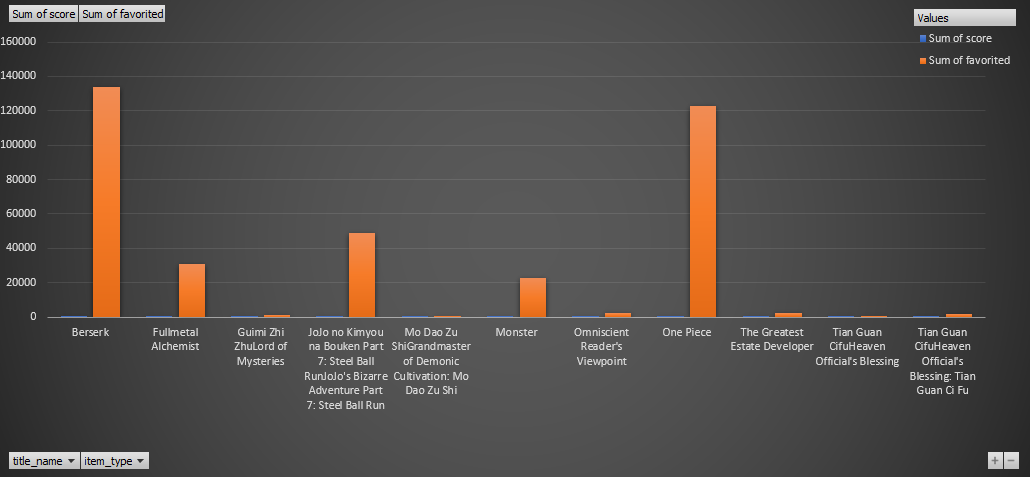 Sum of score Sum of favorited
Values
Sum of score
Sum of favorited
160000
140000
120000
100000
80000
60000
40000
20000
0
Berserk
Fullmetal
Alchemist
Guimi Zhi
ZhuLord of
Mysteries
JoJo no Kimyou
na Bouken Part
7: Steel Ball
RunJoJo's Bizarre
Adventure Part
7: Steel Ball Run
Mo Dao Zu
ShiGrandmaster
of Demonic
Cultivation: Mo
Dao Zu Shi
Monster
Omniscient
Reader's
Viewpoint
One Piece
The Greatest
Estate Developer
Tian Guan
CifuHeaven
Official's Blessing
Tian Guan
CifuHeaven
Official's
Blessing: Tian
Guan Ci Fu
title_name item_type
+ −